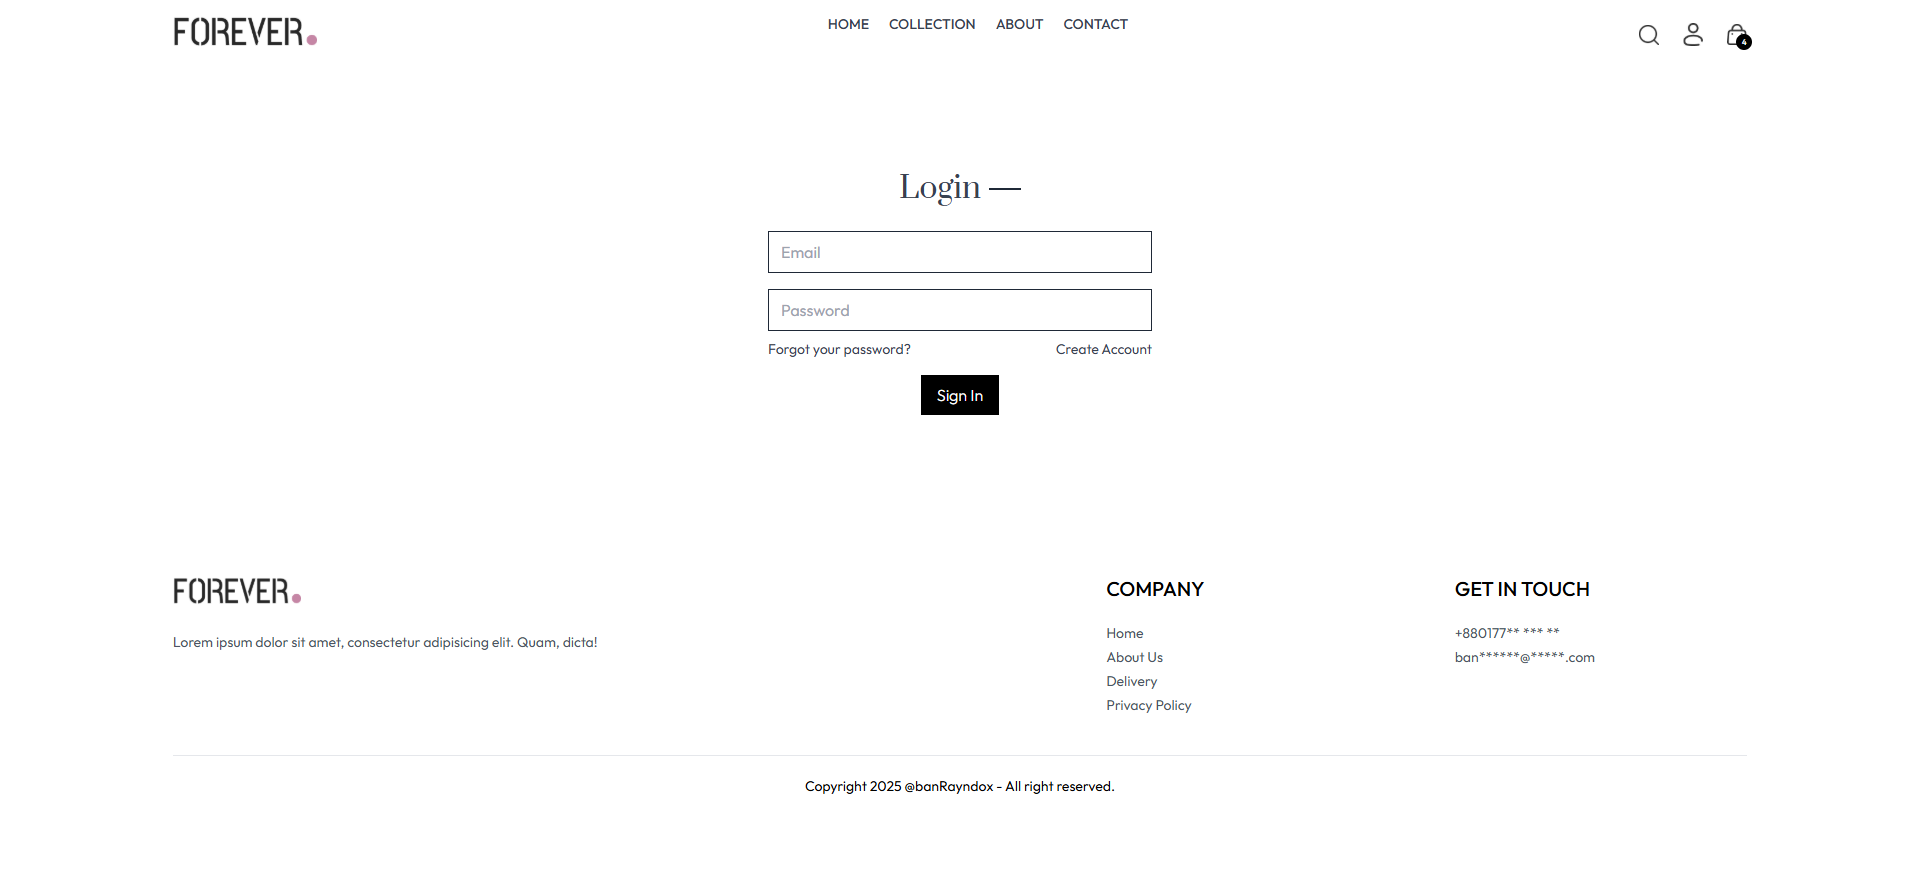 FOREVER.
HOME COLLECTION ABOUT CONTACT
4
Login —
Email
Password
Forgot your password? Create Account
Sign In
FOREVER.
Lorem ipsum dolor sit amet, consectetur adipisicing elit. Quam, dicta!
COMPANY
Home
About Us
Delivery
Privacy Policy
GET IN TOUCH
+880177** *** **
ban******@*****.com
Copyright 2025 @banRayndox - All right reserved.